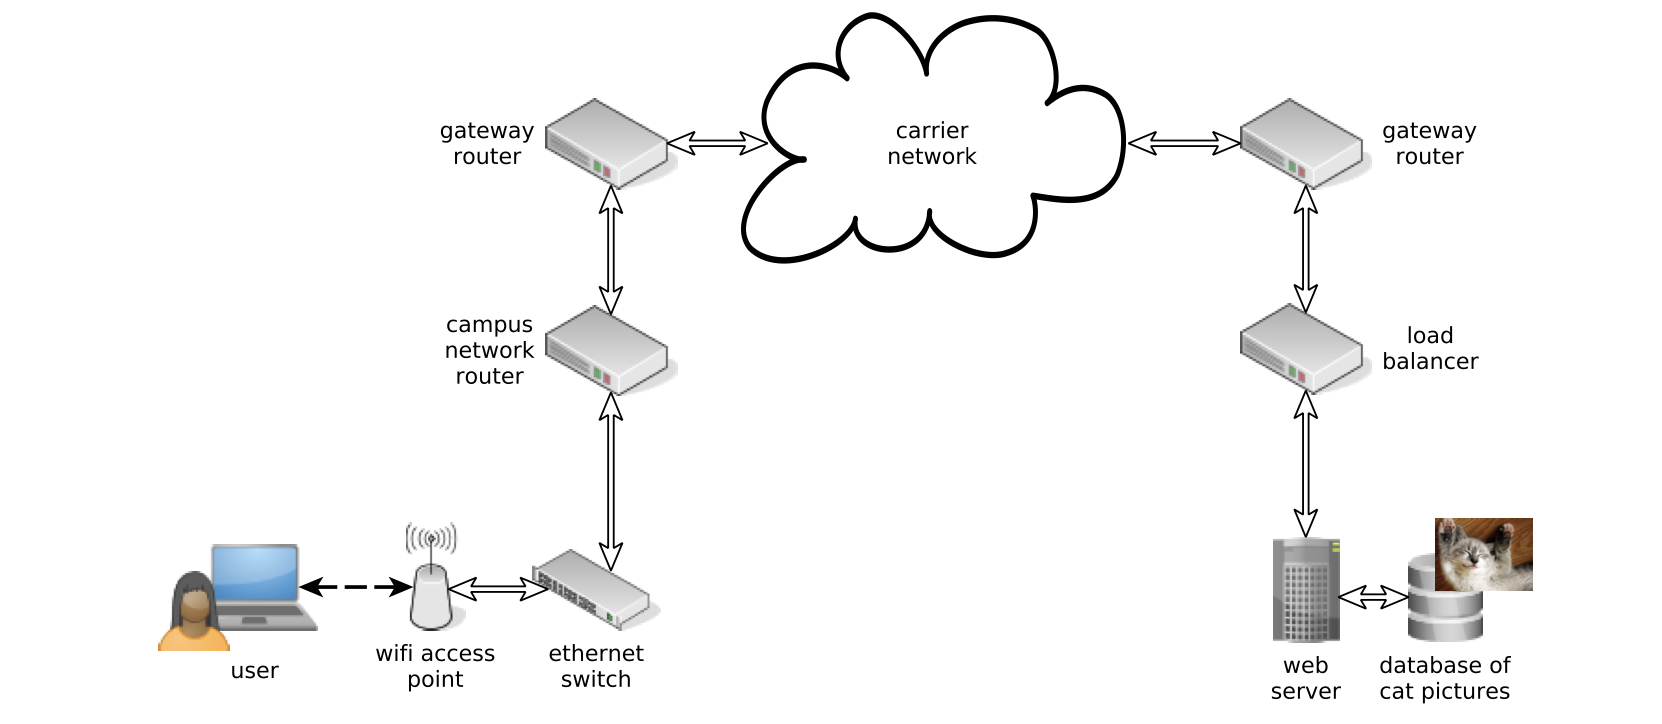 gateway
router
carrier
network
gateway
router
campus
network
router
load
balancer
user
wifi access
point
ethernet
switch
web
server
database of
cat pictures